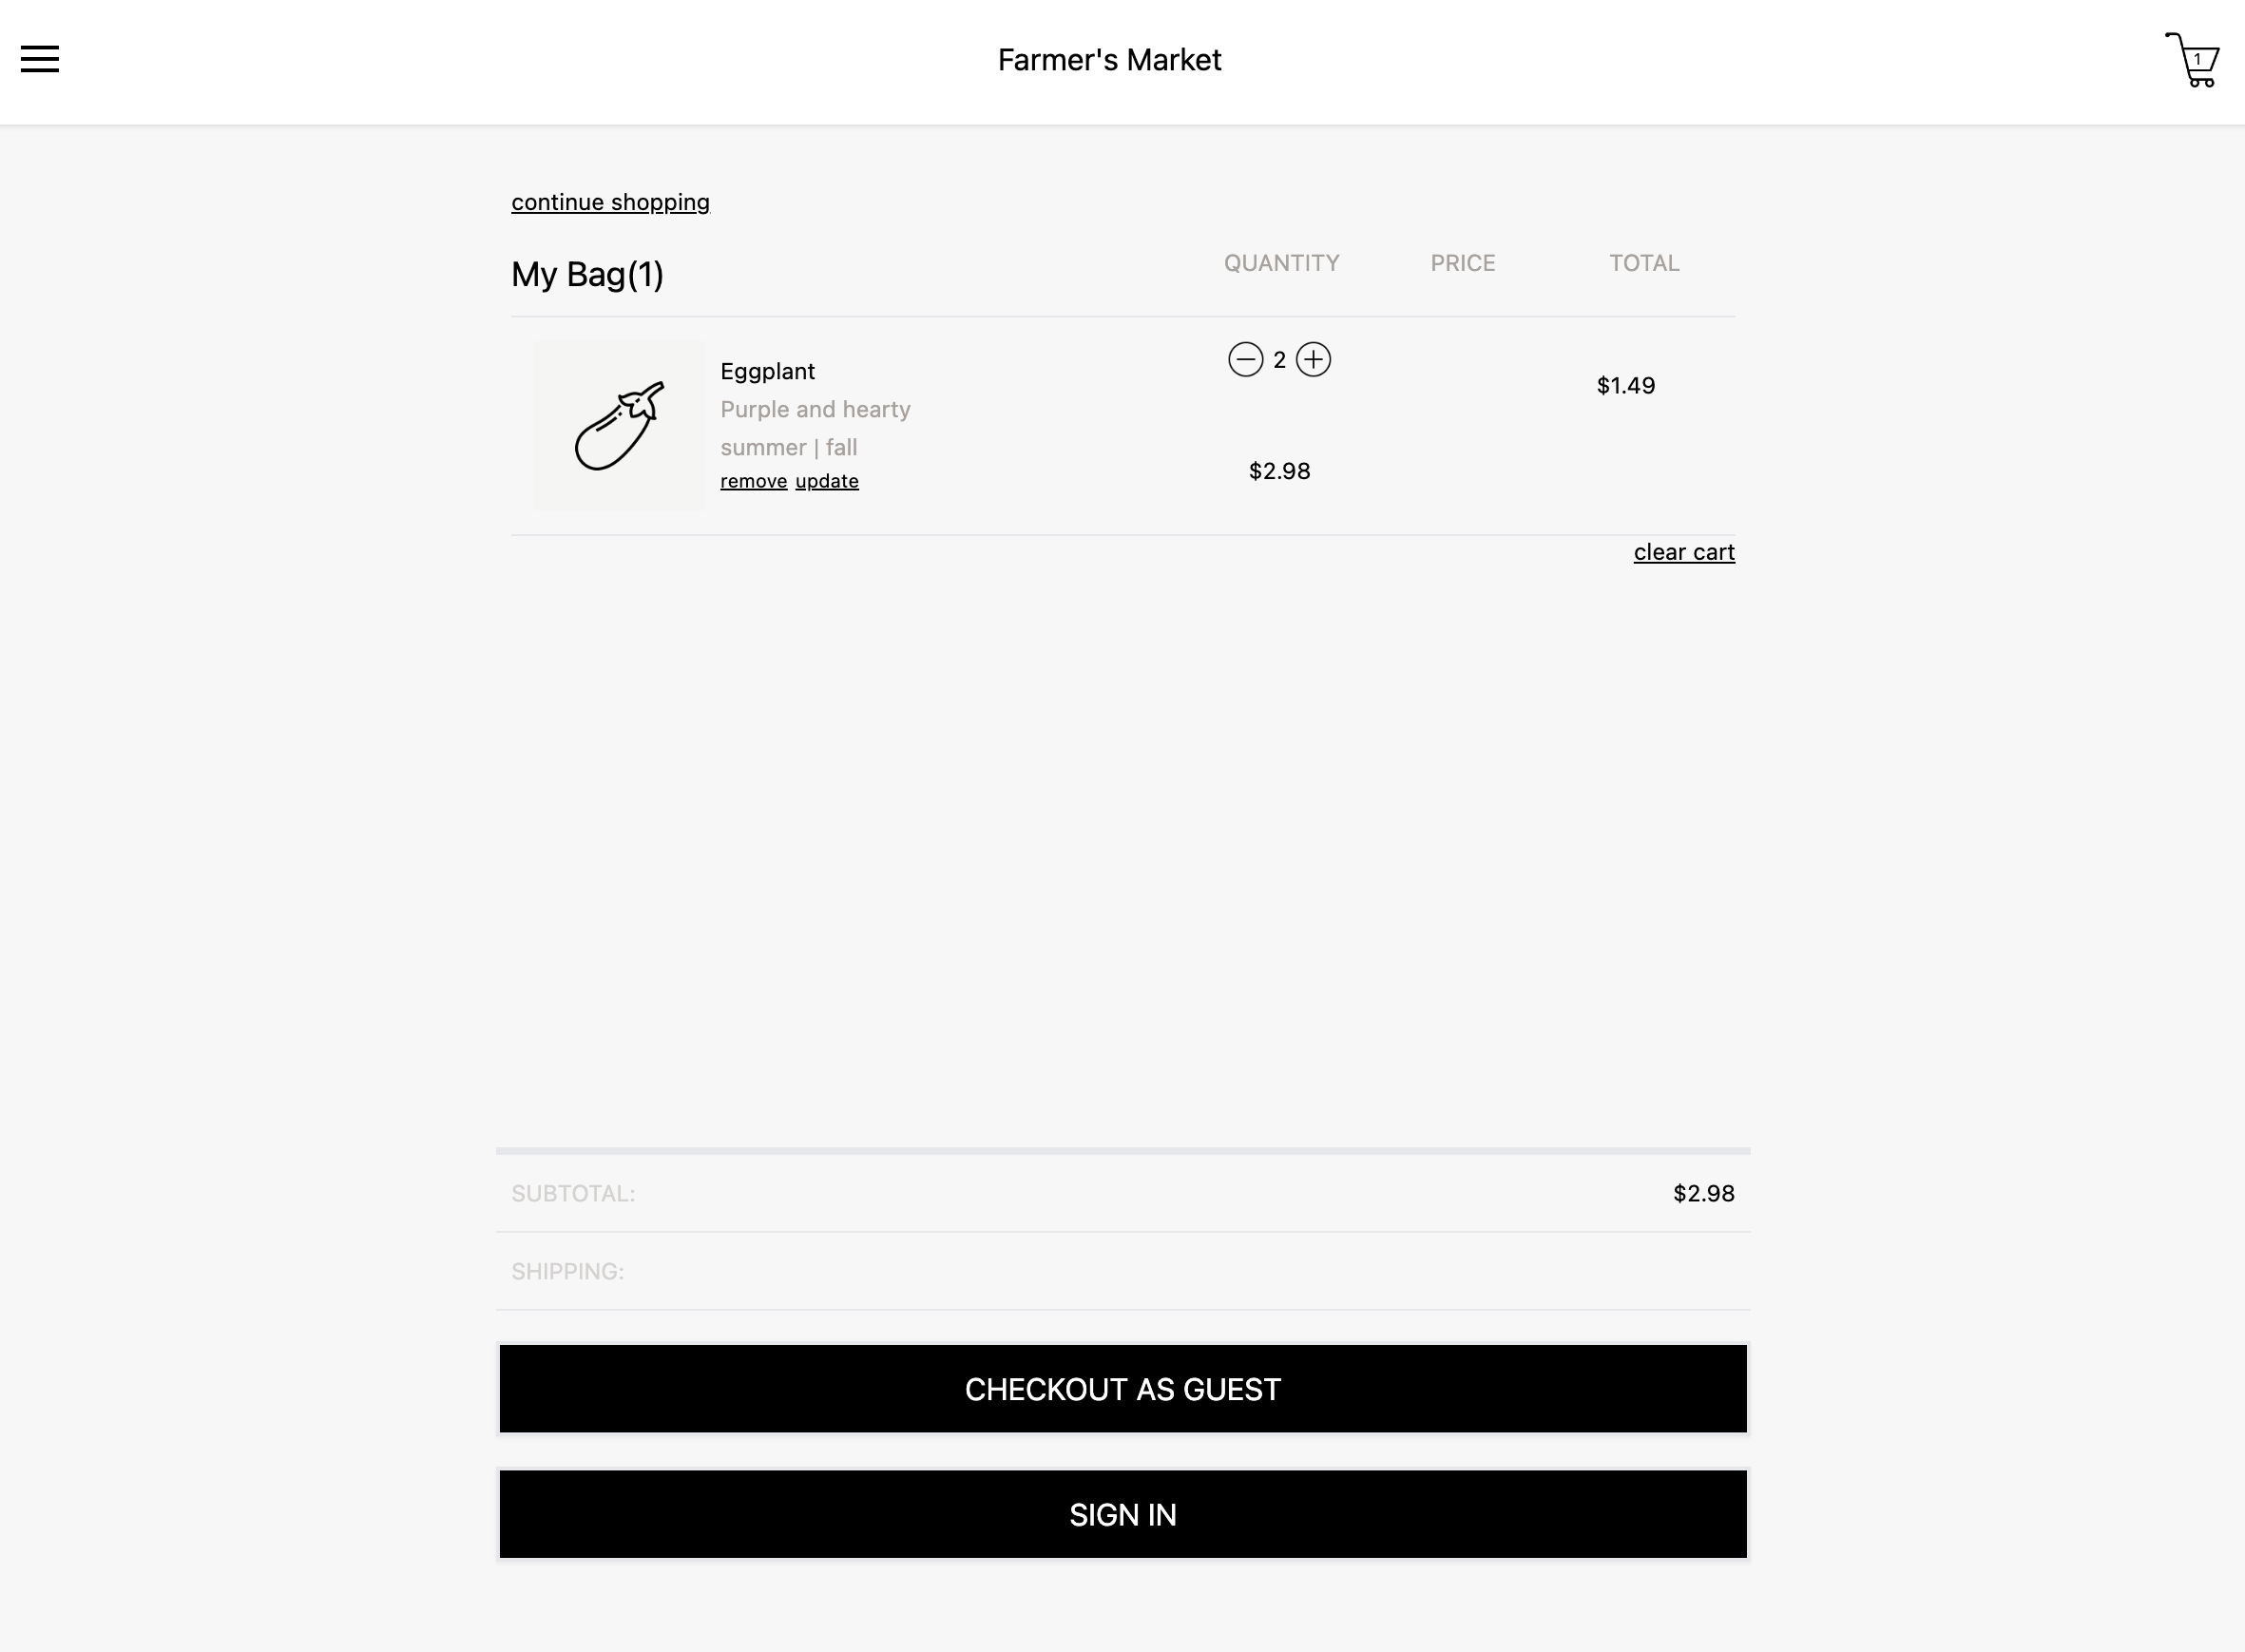 Farmer's Market
1
continue shopping
My Bag(1) QUANTITY PRICE TOTAL
Eggplant
Purple and hearty
summer | fall
remove update
2
$1.49
$2.98
clear cart
SUBTOTAL: $2.98
SHIPPING:
CHECKOUT AS GUEST
SIGN IN